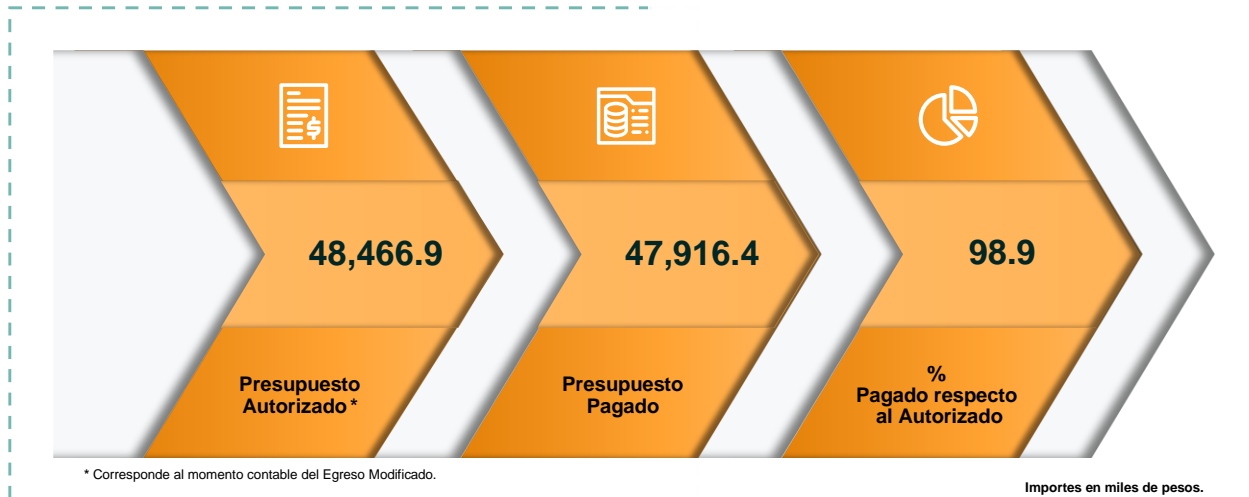 48,466.9
47,916.4
98.9
Presupuesto
Autorizado *
Presupuesto
Pagado
%
Pagado respecto
al Autorizado
* Corresponde al momento contable del Egreso Modificado.
Importes en miles de pesos.